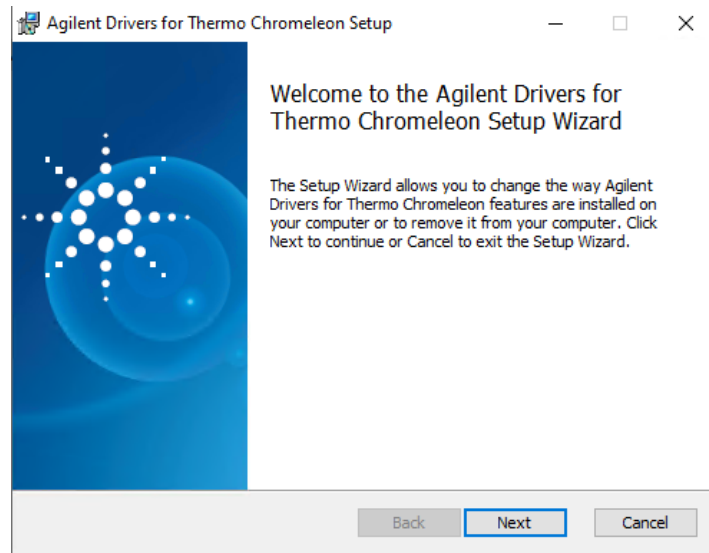 Agilent Drivers for Thermo Chromeleon Setup
Welcome to the Agilent Drivers for
Thermo Chromeleon Setup Wizard
The Setup Wizard allows you to change the way Agilent
Drivers for Thermo Chromeleon features are installed on
your computer or to remove it from your computer. Click
Next to continue or Cancel to exit the Setup Wizard.
Back Next Cancel